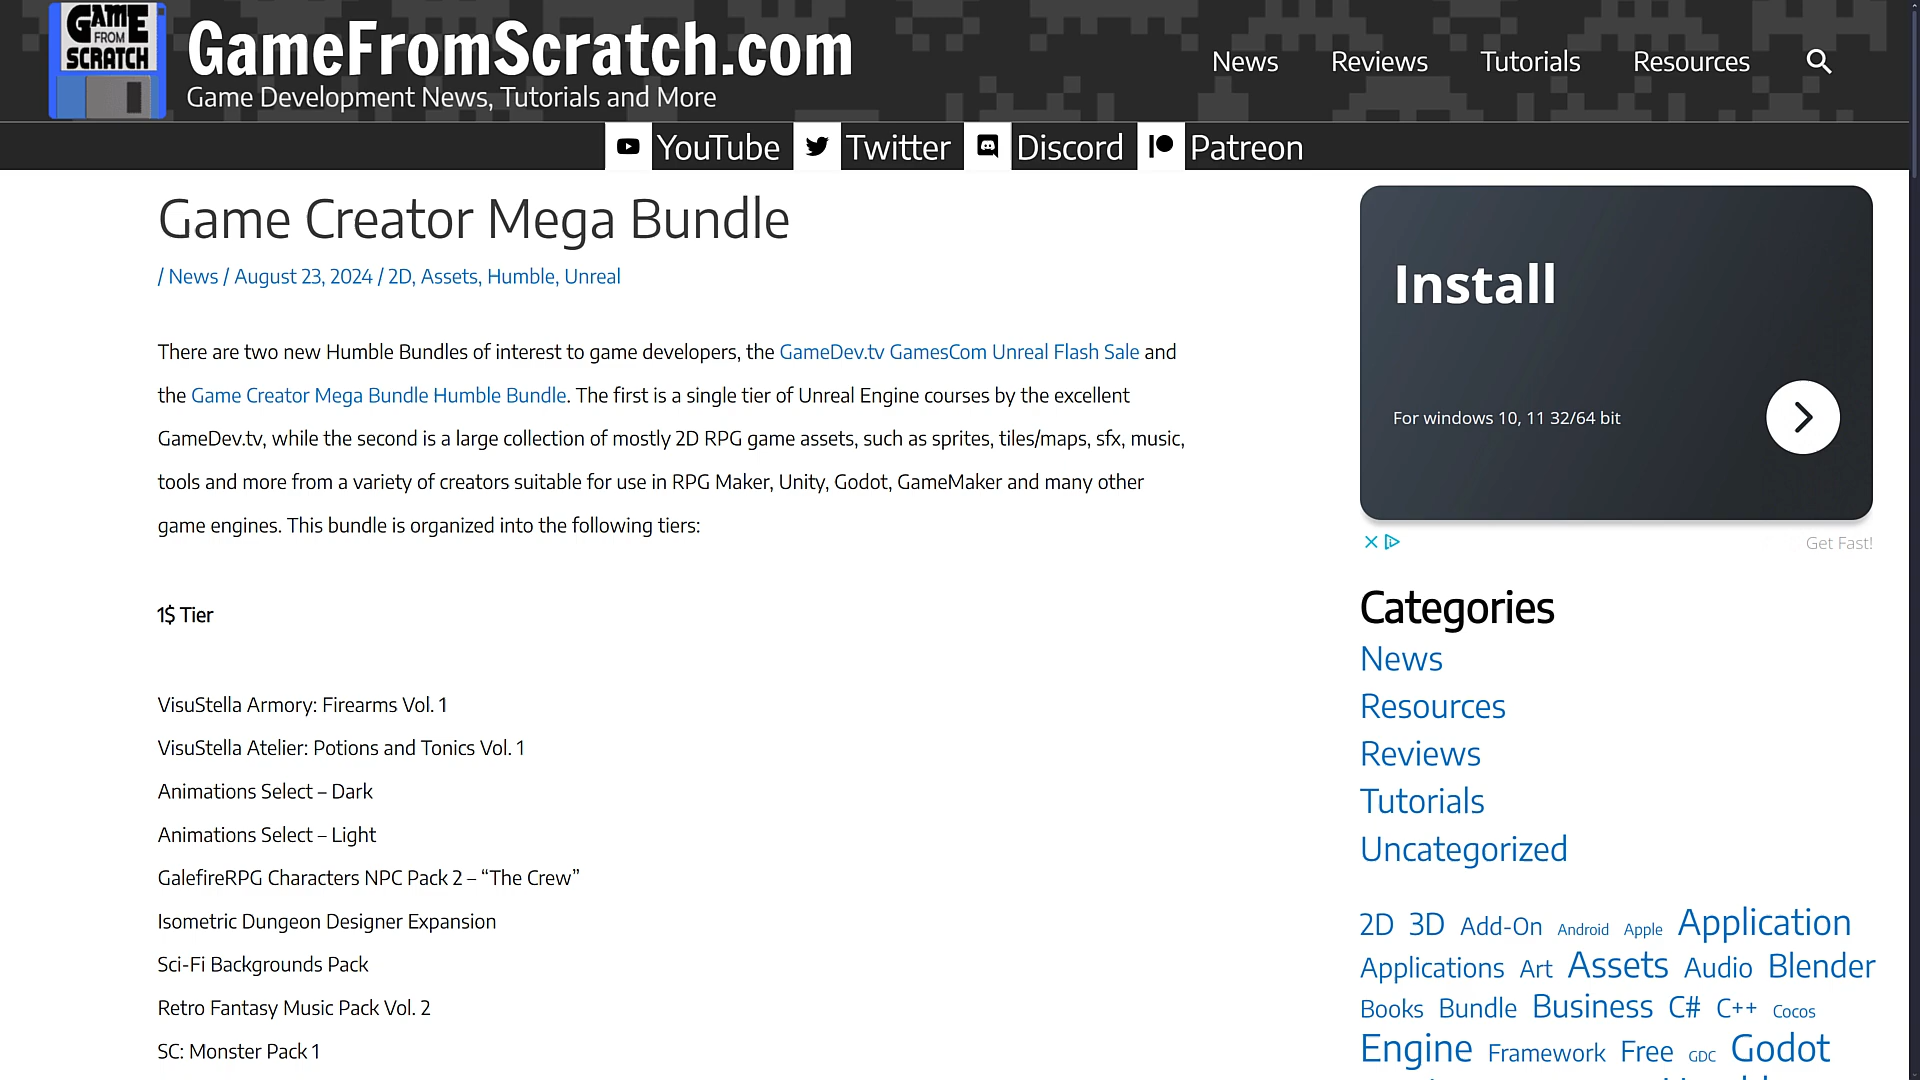 GAME
FROM
SCRATCH
GameFromScratch.com
Game Development News, Tutorials and More
News Reviews Tutorials Resources
YouTube Twitter Discord Patreon
Game Creator Mega Bundle
/ News / August 23, 2024 / 2D, Assets, Humble, Unreal
There are two new Humble Bundles of interest to game developers, the GameDev.tv GamesCom Unreal Flash Sale and
the Game Creator Mega Bundle Humble Bundle. The first is a single tier of Unreal Engine courses by the excellent
GameDev.tv, while the second is a large collection of mostly 2D RPG game assets, such as sprites, tiles/maps, sfx, music,
tools and more from a variety of creators suitable for use in RPG Maker, Unity, Godot, GameMaker and many other
game engines. This bundle is organized into the following tiers:
1$ Tier
VisuStella Armory: Firearms Vol. 1
VisuStella Atelier: Potions and Tonics Vol. 1
Animations Select – Dark
Animations Select – Light
GalefireRPG Characters NPC Pack 2 – “The Crew”
Isometric Dungeon Designer Expansion
Sci-Fi Backgrounds Pack
Retro Fantasy Music Pack Vol. 2
SC: Monster Pack 1
Install
For windows 10, 11 32/64 bit
Get Fast!
Categories
News
Resources
Reviews
Tutorials
Uncategorized
2D 3D Add-On Android Apple Application
Applications Art Assets Audio Blender
Books Bundle Business C# C++ Cocos
Engine Framework Free GDC Godot